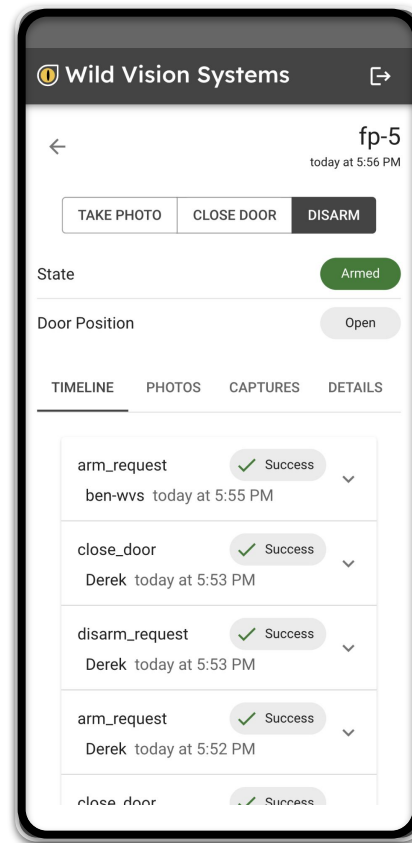 Wild Vision Systems
fp-5
today at 5:56 PM
TAKE PHOTO CLOSE DOOR DISARM
State Armed
Door Position Open
TIMELINE PHOTOS CAPTURES DETAILS
arm_request Success
ben-wvs today at 5:55 PM
close_door Success
Derek today at 5:53 PM
disarm_request Success
Derek today at 5:53 PM
arm_request Success
Derek today at 5:52 PM
close_door Success